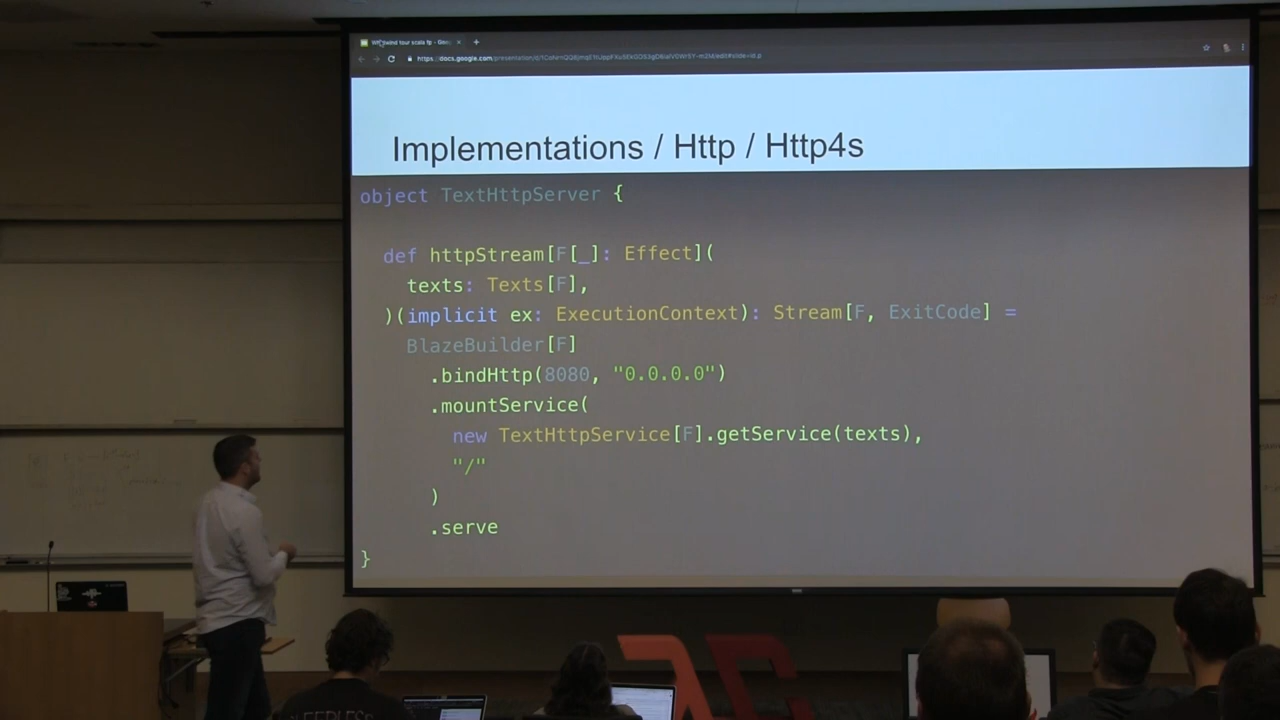 Implementations / Http / Http4s
object TextHttpServer {
def httpStream[F[_]: Effect](
texts: Texts[F],
)(implicit ex: ExecutionContext): Stream[F, ExitCode] =
BlazeBuilder[F]
.bindHttp(8080, "0.0.0.0")
.mountService(
new TextHttpService[F].getService(texts),
"/"
)
.serve
}